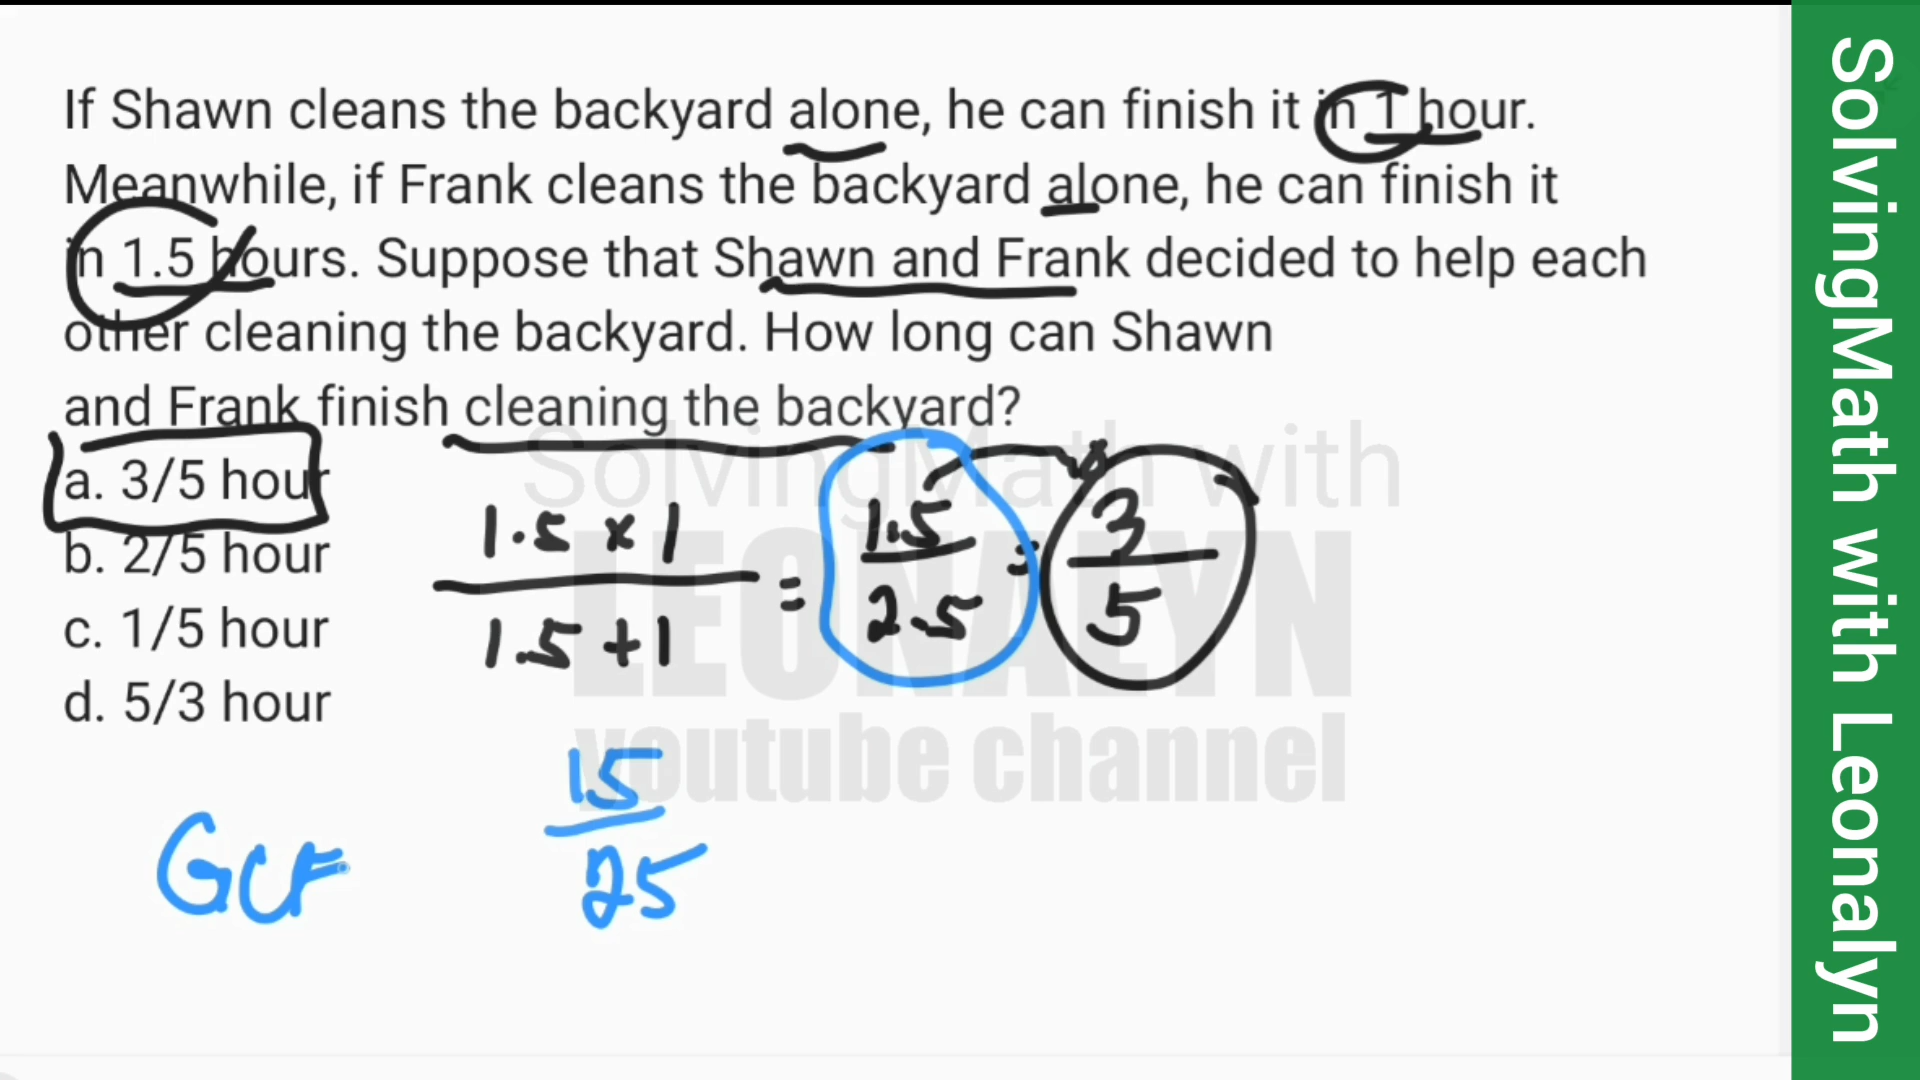 If Shawn cleans the backyard alone, he can finish it in 1 hour.
Meanwhile, if Frank cleans the backyard alone, he can finish it
in 1.5 hours. Suppose that Shawn and Frank decided to help each
other cleaning the backyard. How long can Shawn
and Frank finish cleaning the backyard?
a. 3/5 hour
b. 2/5 hour
c. 1/5 hour
d. 5/3 hour
1.5 × 1
1.5 + 1
=
1.5
2.5
=
3
5
15
25
GCF
SolvingMath with
LEONALYN
youtube channel
SolvingMath with Leonalyn